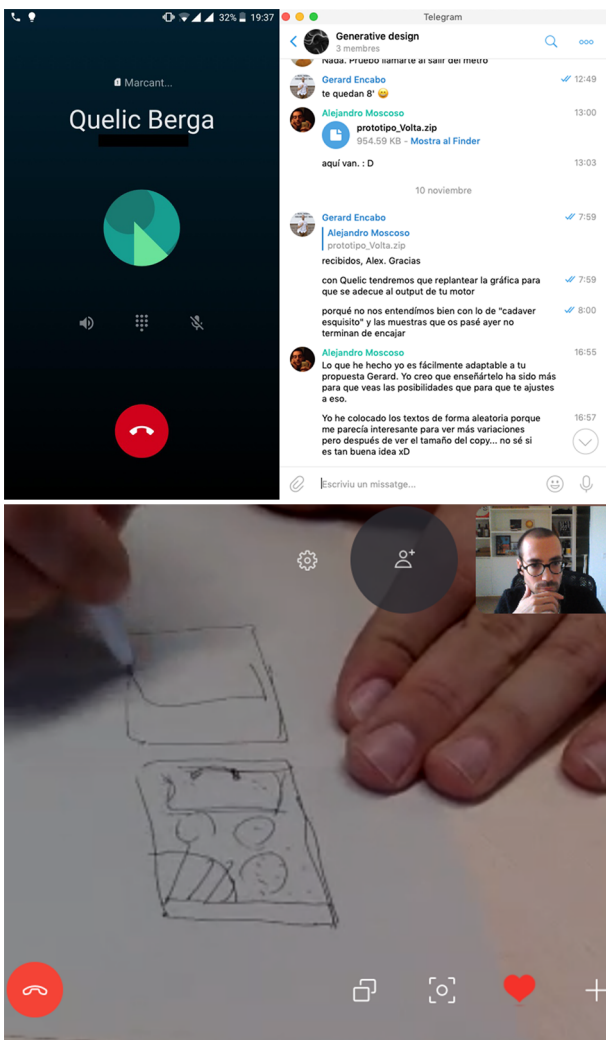 32% 19:37
Marcant...
Quelic Berga
Telegram
Generative design
3 membres
Nada. Pruebo llamarte al salir del metro
Gerard Encabo 12:49
te quedan 8' 😄
Alejandro Moscoso 13:00
prototipo_Volta.zip
954.59 KB - Mostra al Finder
aquí van. : D 13:03
10 noviembre
Gerard Encabo 7:59
Alejandro Moscoso
prototipo_Volta.zip
recibidos, Alex. Gracias
con Quelic tendremos que replantear la gráfica para 7:59
que se adecue al output de tu motor
porqué no nos entendímos bien con lo de "cadaver 8:00
esquisito" y las muestras que os pasé ayer no
terminan de encajar
Alejandro Moscoso 16:55
Lo que he hecho yo es fácilmente adaptable a tu
propuesta Gerard. Yo creo que enseñártelo ha sido más
para que veas las posibilidades que para que te ajustes
a eso.
Yo he colocado los textos de forma aleatoria porque 16:57
me parecía interesante para ver más variaciones
pero después de ver el tamaño del copy... no sé si
es tan buena idea xD
Escriviu un missatge...